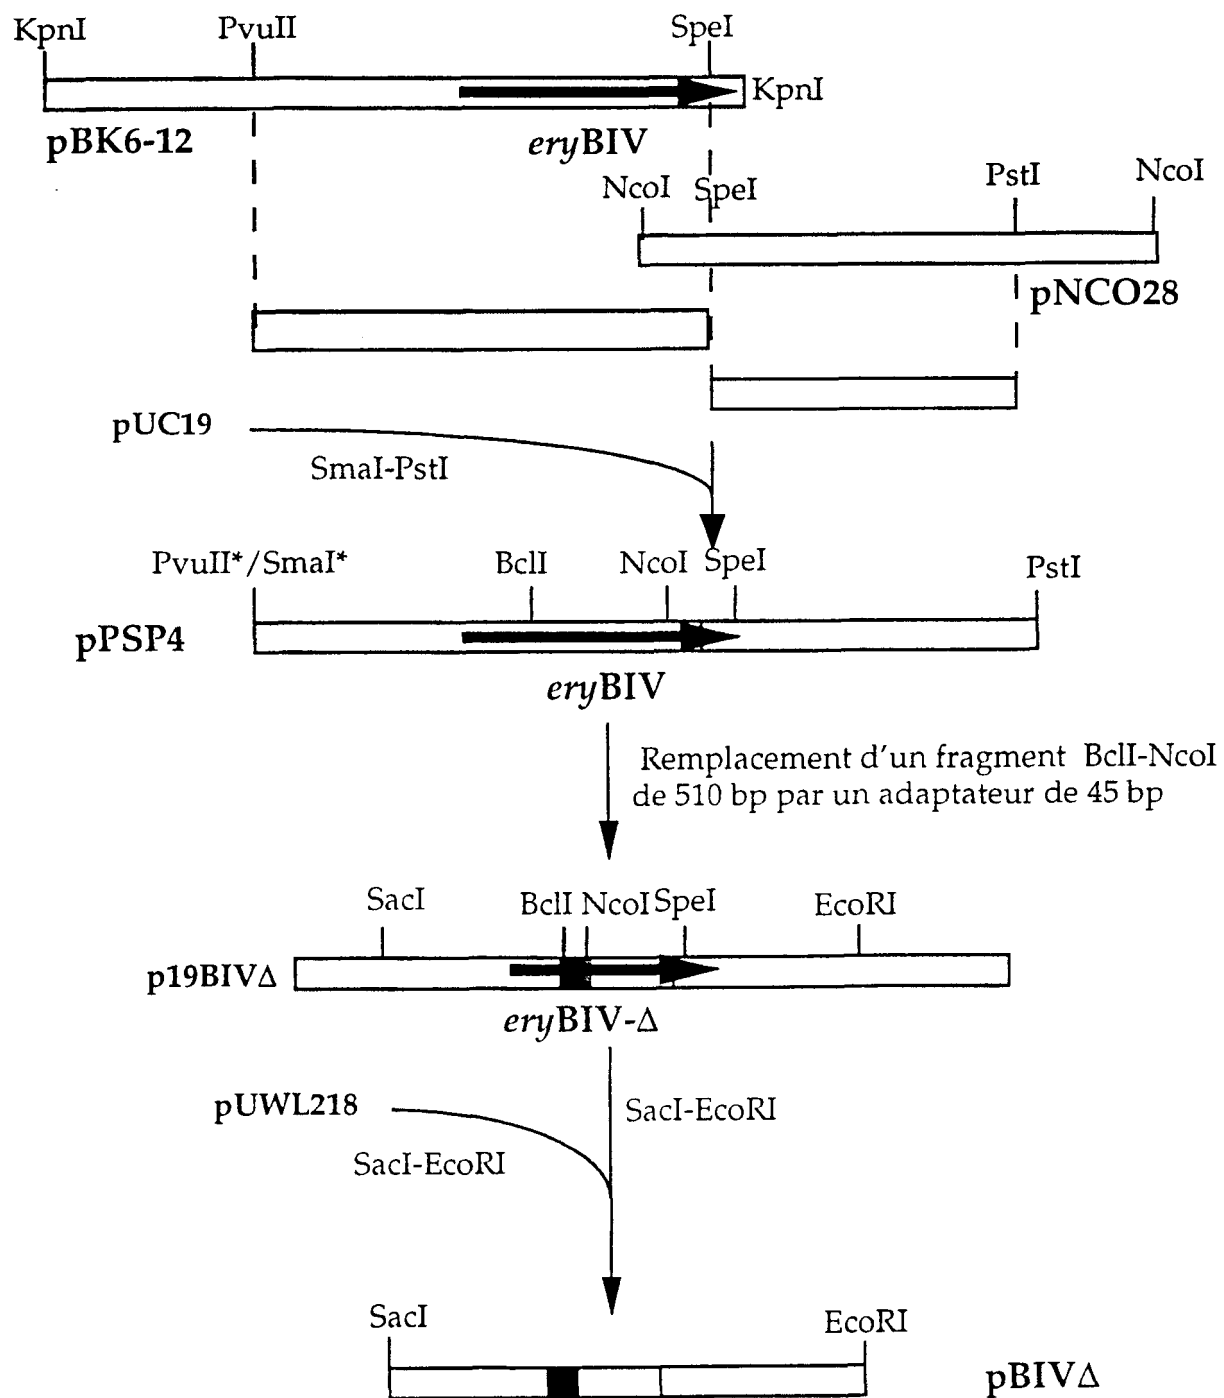 KpnI PvuII SpeI
KpnI
pBK6-12 eryBIV
NcoI SpeI PstI NcoI
pNCO28
pUC19
SmaI-PstI
PvuII*/SmaI* BclI NcoI SpeI PstI
pPSP4
eryBIV
Remplacement d'un fragment BclI-NcoI
de 510 bp par un adaptateur de 45 bp
SacI BclI NcoI SpeI EcoRI
p19BIVΔ
eryBIV-Δ
pUWL218 SacI-EcoRI
SacI-EcoRI
SacI EcoRI
pBIVΔ